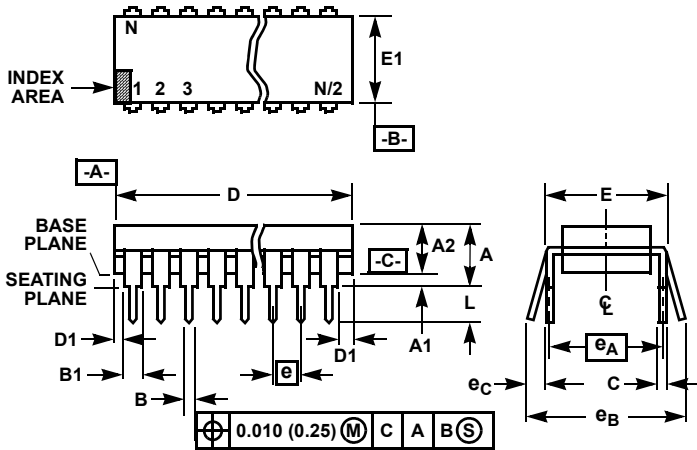 N
E1
INDEX
AREA
1 2 3 N/2
-B-
-A-
D
E
BASE
PLANE
A2
A
-C-
SEATING
PLANE
L
C
L
D1
A1
D1
e
eA
B1
eC
C
B
eB
0.010 (0.25) M C A B S